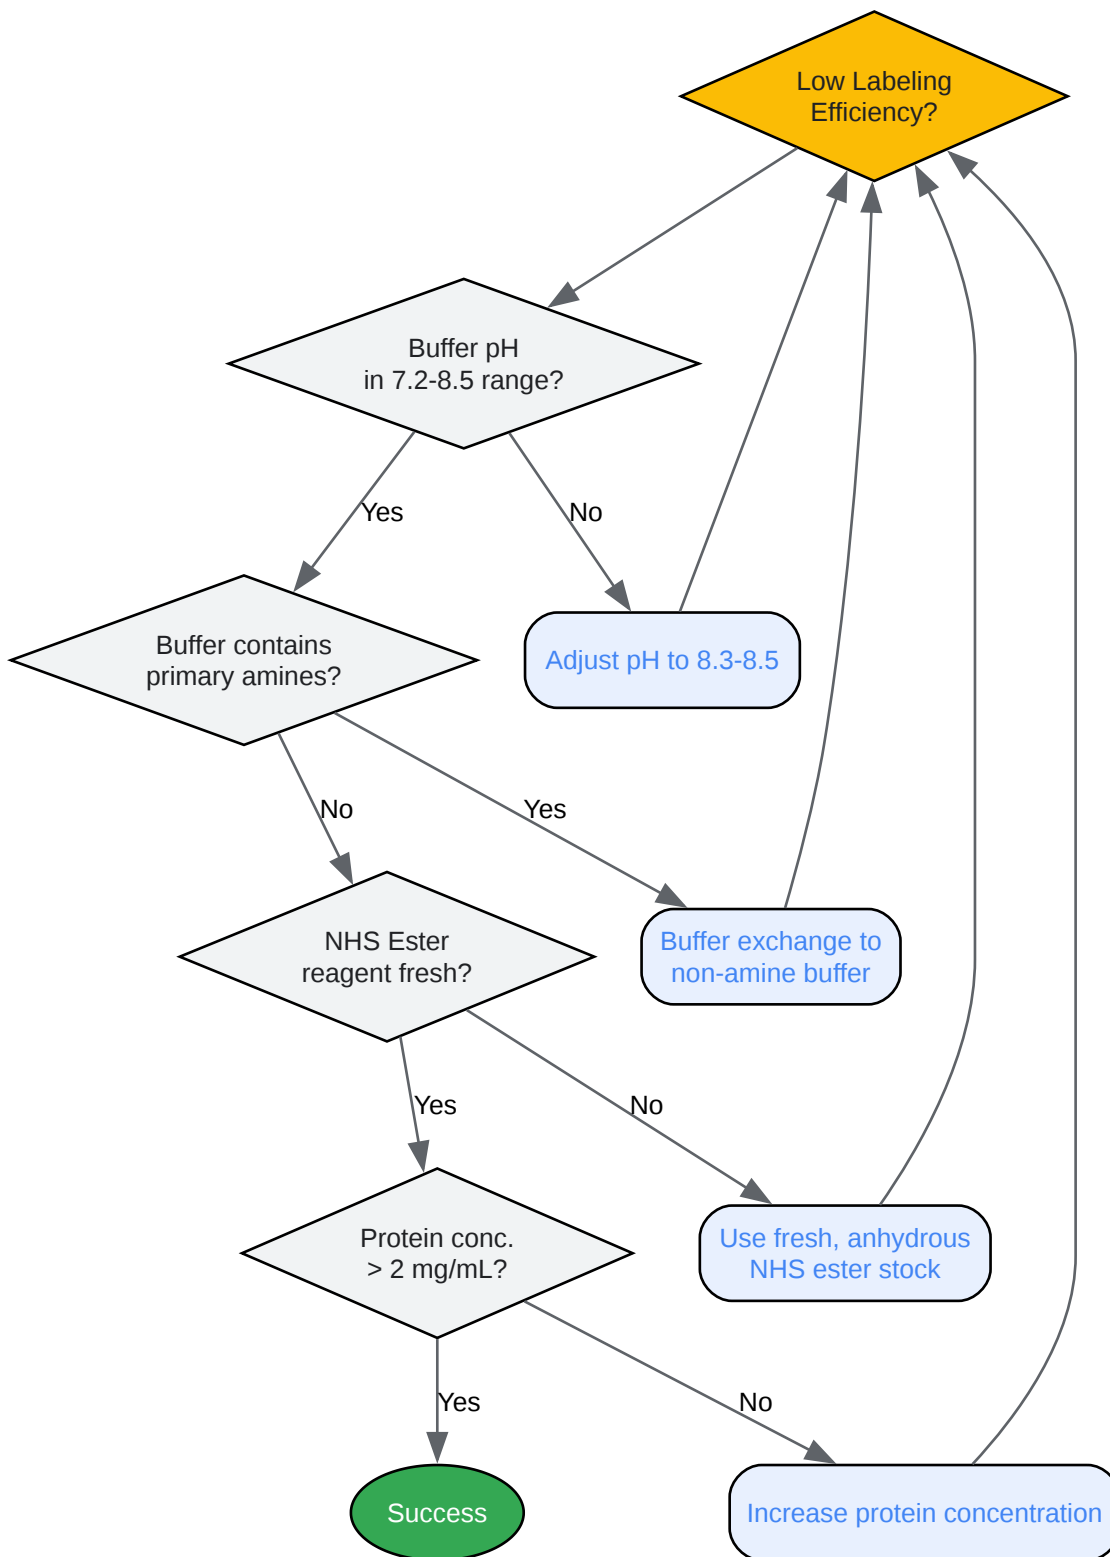 Low Labeling
Efficiency?
Buffer pH
in 7.2-8.5 range?
Yes
No
Buffer contains
primary amines?
Adjust pH to 8.3-8.5
No
Yes
NHS Ester
reagent fresh?
Buffer exchange to
non-amine buffer
Yes
No
Protein conc.
> 2 mg/mL?
Use fresh, anhydrous
NHS ester stock
Yes
No
Success
Increase protein concentration